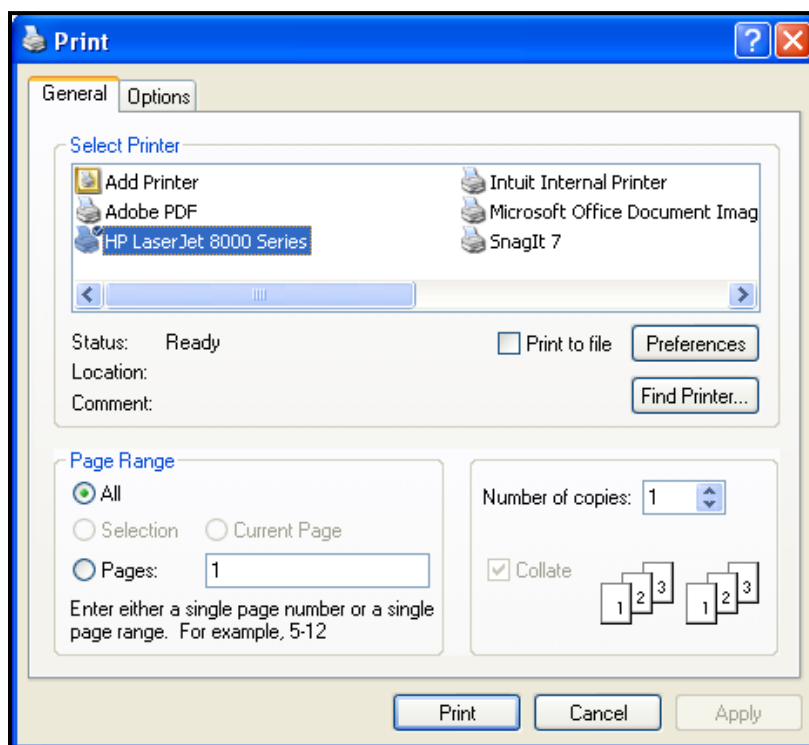 Print
General
Options
Select Printer
Add Printer
Adobe PDF
HP LaserJet 8000 Series
Intuit Internal Printer
Microsoft Office Document Imag
SnagIt 7
Status: Ready
Location:
Comment:
Print to file
Preferences
Find Printer...
Page Range
All
Selection
Current Page
Pages: 1
Enter either a single page number or a single
page range. For example, 5-12
Number of copies: 1
Collate
1 2 3 1 2 3
Print
Cancel
Apply